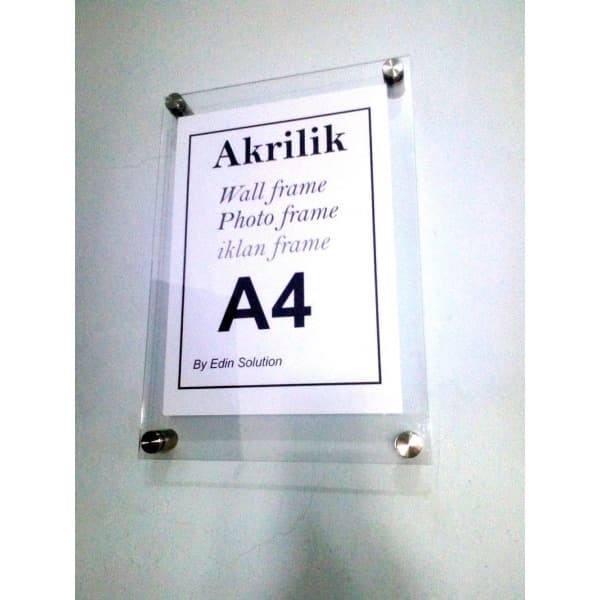 Akrilik
Wall frame
Photo frame
iklan frame
A4
By Edin Solution